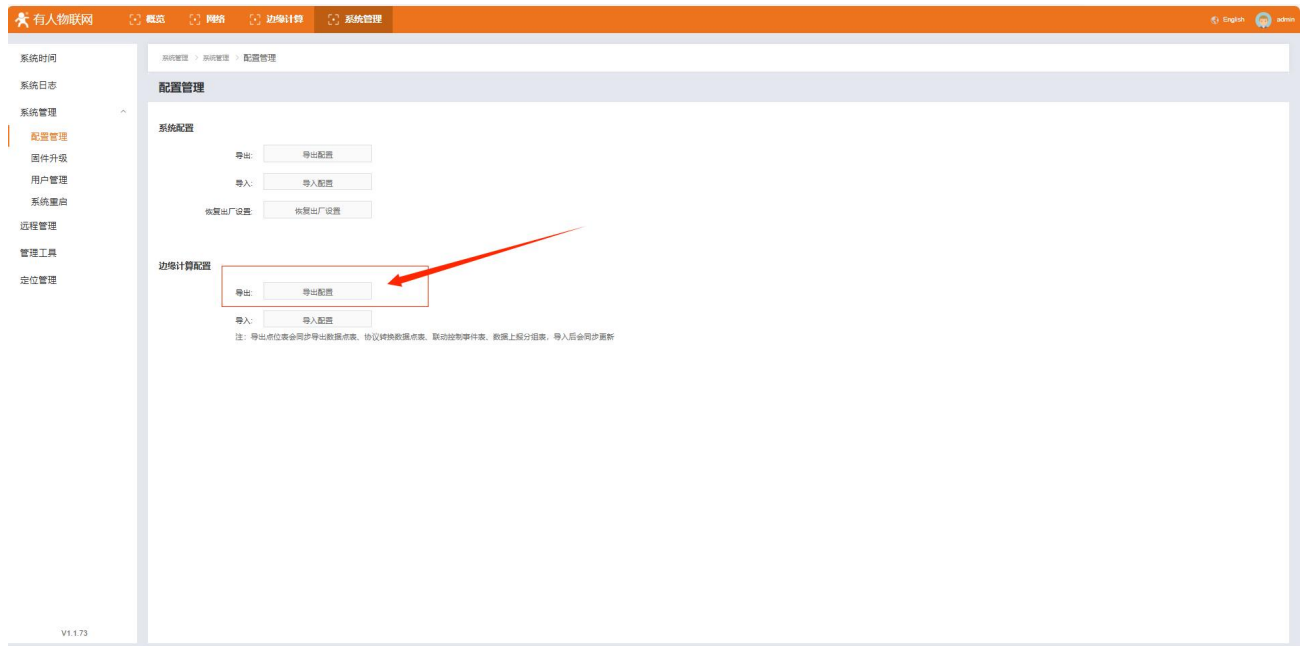 有人物联网 概览 网络 边缘计算 系统管理 English admin
系统时间
系统日志
系统管理
配置管理
固件升级
用户管理
系统重启
远程管理
管理工具
定位管理
V1.1.73
系统管理 > 系统管理 > 配置管理
配置管理
系统配置
导出: 导出配置
导入: 导入配置
恢复出厂设置: 恢复出厂设置
边缘计算配置
导出: 导出配置
导入: 导入配置
注：导出点位表会同步导出数据点表、协议转换数据点表、联动控制事件表、数据上报分组表，导入后会同步更新